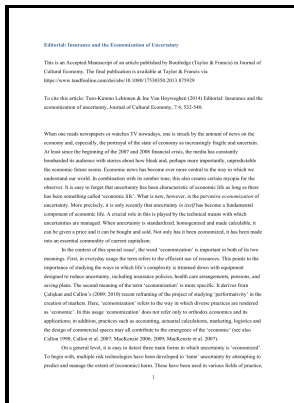 Editorial: Insurance and the Economization of Uncertainty
This is an Accepted Manuscript of an article published by Routledge (Taylor & Francis) in Journal of
Cultural Economy. The final publication is available at Taylor & Francis via
https://www.tandfonline.com/doi/abs/10.1080/17530350.2013.875929
To cite this article: Turo-Kimmo Lehtonen & Ine Van Hoyweghen (2014) Editorial: Insurance and the
economization of uncertainty, Journal of Cultural Economy, 7:4, 532-540.
When one reads newspapers or watches TV nowadays, one is struck by the amount of news on the
economy and, especially, the portrayal of the state of economy as increasingly fragile and uncertain.
At least since the beginning of the 2007 and 2008 financial crisis, the media has constantly
bombarded its audience with stories about how bleak and, perhaps more importantly, unpredictable
the economic future seems. Economic news has become ever more central to the way in which we
understand our world. In combination with its somber tone, this also creates certain myopia for the
observer. It is easy to forget that uncertainty has been characteristic of economic life as long as there
has been something called ‘economic life’. What is new, however, is the pervasive economization of
uncertainty. More precisely, it is only recently that uncertainty in itself has become a fundamental
component of economic life. A crucial role in this is played by the technical means with which
uncertainties are managed. When uncertainty is standardized, homogenized and made calculable, it
can be given a price and it can be bought and sold. Not only has it been economized, it has been made
into an essential commodity of current capitalism.
In the context of this special issue¹, the word ‘economization’ is important in both of its two
meanings. First, in everyday usage the term refers to the efficient use of resources. This points to the
importance of studying the ways in which life’s complexity is trimmed down with equipment
designed to reduce uncertainty, including insurance policies, health care arrangements, pensions, and
saving plans. The second meaning of the term ‘economization’ is more specific. It derives from
Çalışkan and Callon’s (2009; 2010) recent reframing of the project of studying ‘performativity’ in the
creation of markets. Here, ‘economization’ refers to the way in which diverse practices are rendered
as ‘economic’. In this usage ‘economization’ does not refer only to orthodox economics and its
applications; in addition, practices such as accounting, actuarial calculations, marketing, logistics and
the design of commercial spaces may all contribute to the emergence of the ‘economic’ (see also
Callon 1998; Callon et al. 2007; MacKenzie 2006; 2009; MacKenzie et al. 2007).
On a general level, it is easy to detect three main forms in which uncertainty is ‘economized’.
To begin with, multiple risk technologies have been developed to ‘tame’ uncertainty by attempting to
predict and manage the extent of (economic) harm. These have been used in various fields of practice,
1